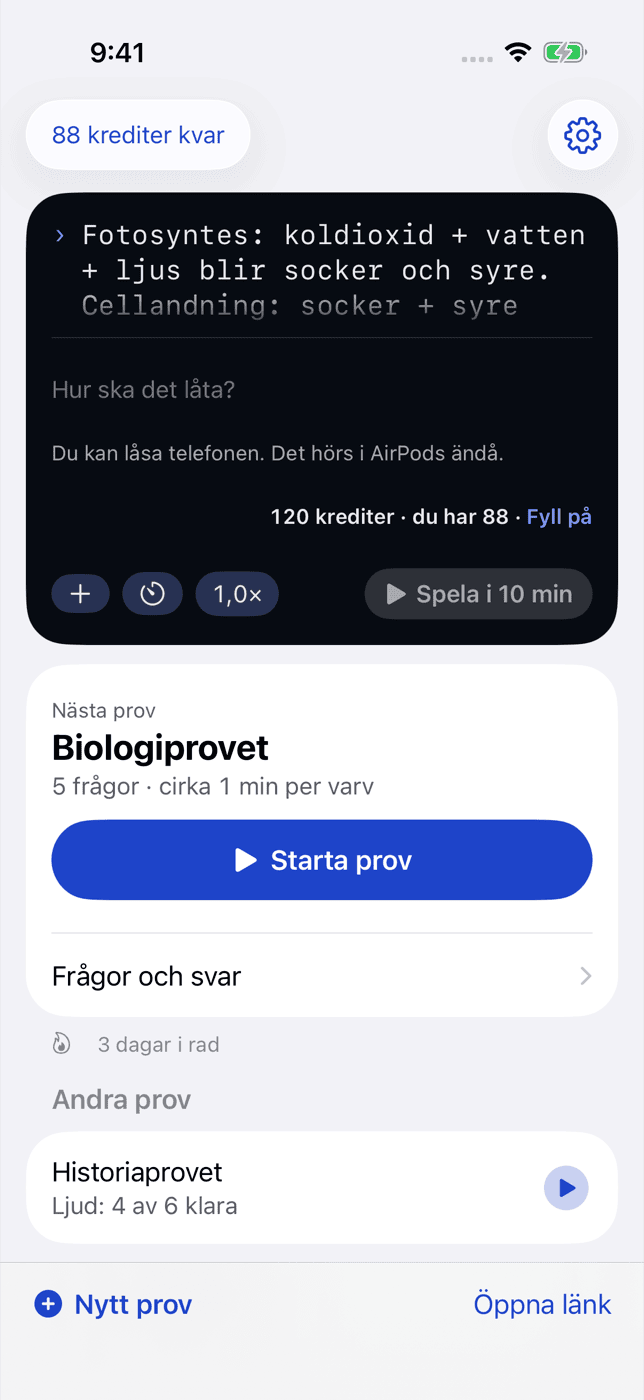 9:41
88 krediter kvar
› Fotosyntes: koldioxid + vatten
+ ljus blir socker och syre.
Cellandning: socker + syre
Hur ska det låta?
Du kan låsa telefonen. Det hörs i AirPods ändå.
120 krediter · du har 88 · Fyll på
1,0×
Spela i 10 min
Nästa prov
Biologiprovet
5 frågor · cirka 1 min per varv
Starta prov
Frågor och svar
3 dagar i rad
Andra prov
Historiaprovet
Ljud: 4 av 6 klara
Nytt prov
Öppna länk